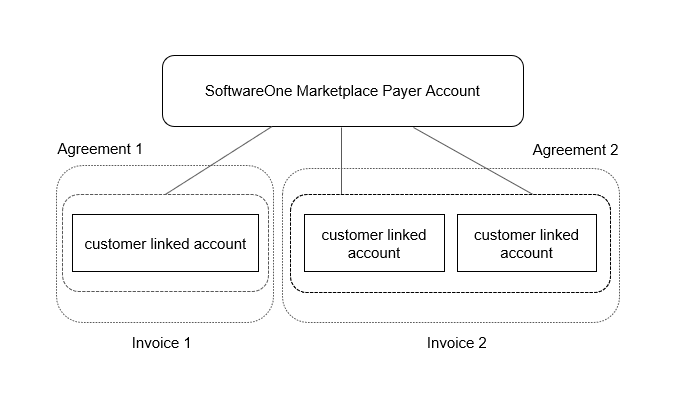 SoftwareOne Marketplace Payer Account
Agreement 1
Agreement 2
customer linked account
customer linked
account
customer linked
account
Invoice 1
Invoice 2